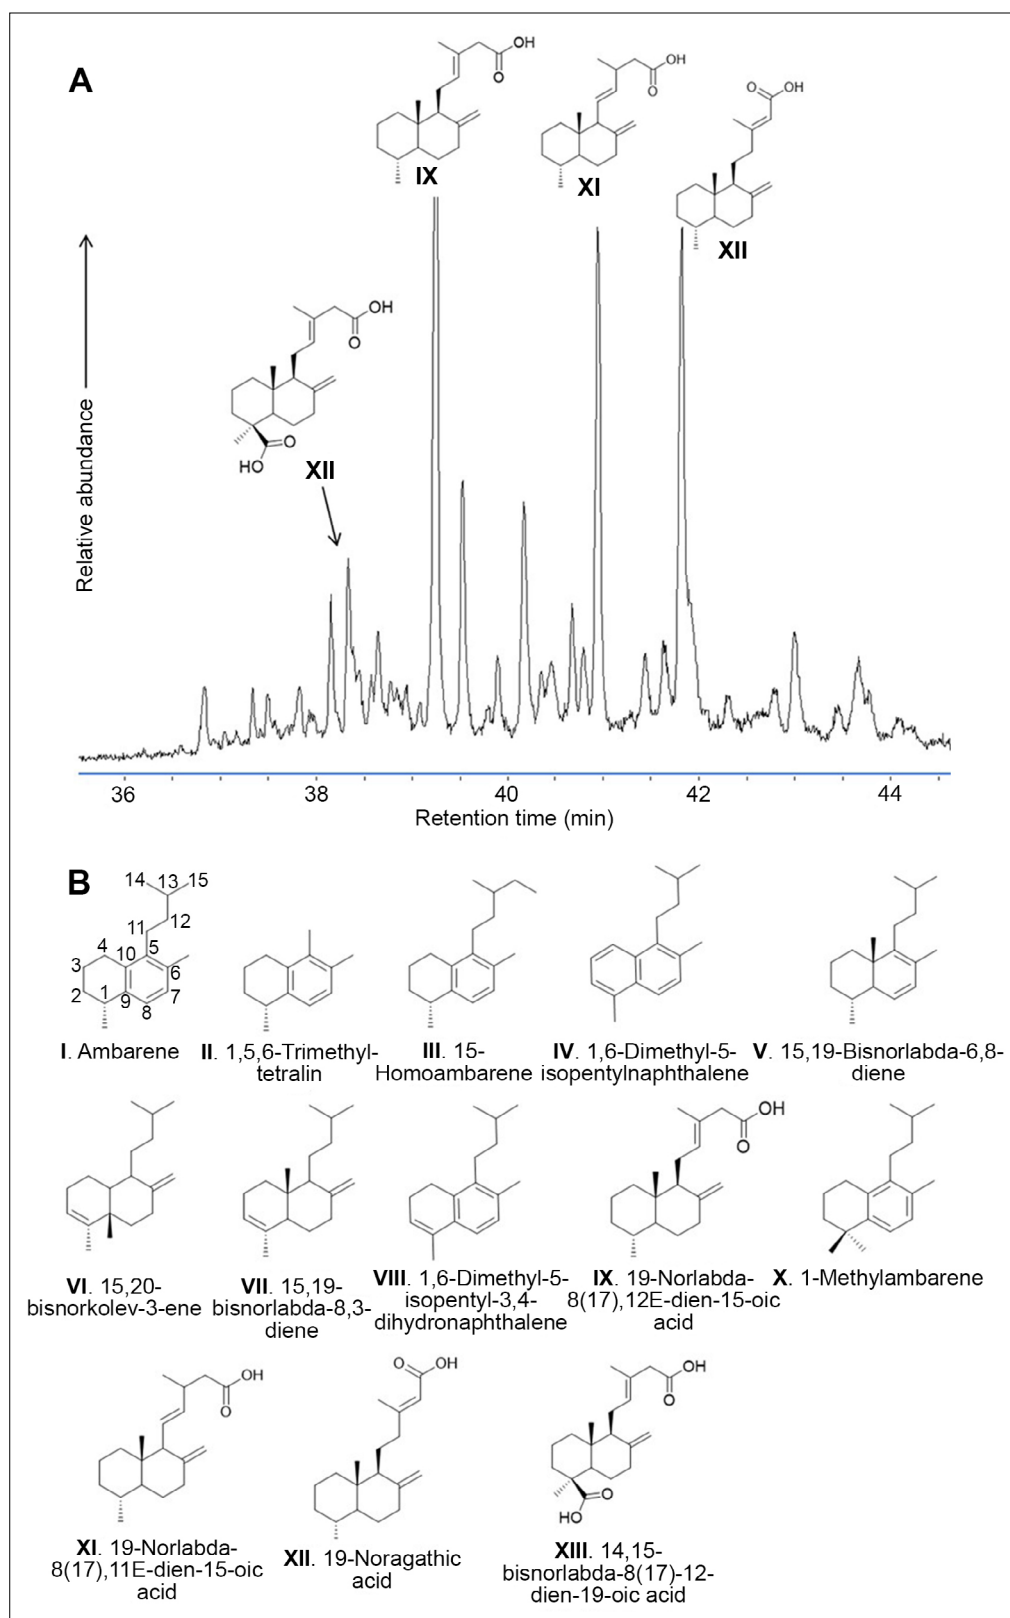 A
OH
O
IX
OH
O
XI
O
OH
XII
OH
O
O
HO
XII
Relative abundance
36
38
40
42
44
Retention time (min)
B
14
13
15
11
12
4
10
5
3
6
2
1
9
7
8
I. Ambarene
II. 1,5,6-Trimethyl-
tetralin
III. 15-
Homoambarene
IV. 1,6-Dimethyl-5-
isopentylnaphthalene
V. 15,19-Bisnorlabda-6,8-
diene
OH
O
VI. 15,20-
bisnorkolev-3-ene
VII. 15,19-
bisnorlabda-8,3-
diene
VIII. 1,6-Dimethyl-5-
isopentyl-3,4-
dihydronaphthalene
IX. 19-Norlabda-
8(17),12E-dien-15-oic
acid
X. 1-Methylambarene
OH
O
O
OH
OH
O
O
HO
XI. 19-Norlabda-
8(17),11E-dien-15-oic
acid
XII. 19-Noragathic
acid
XIII. 14,15-
bisnorlabda-8(17)-12-
dien-19-oic acid